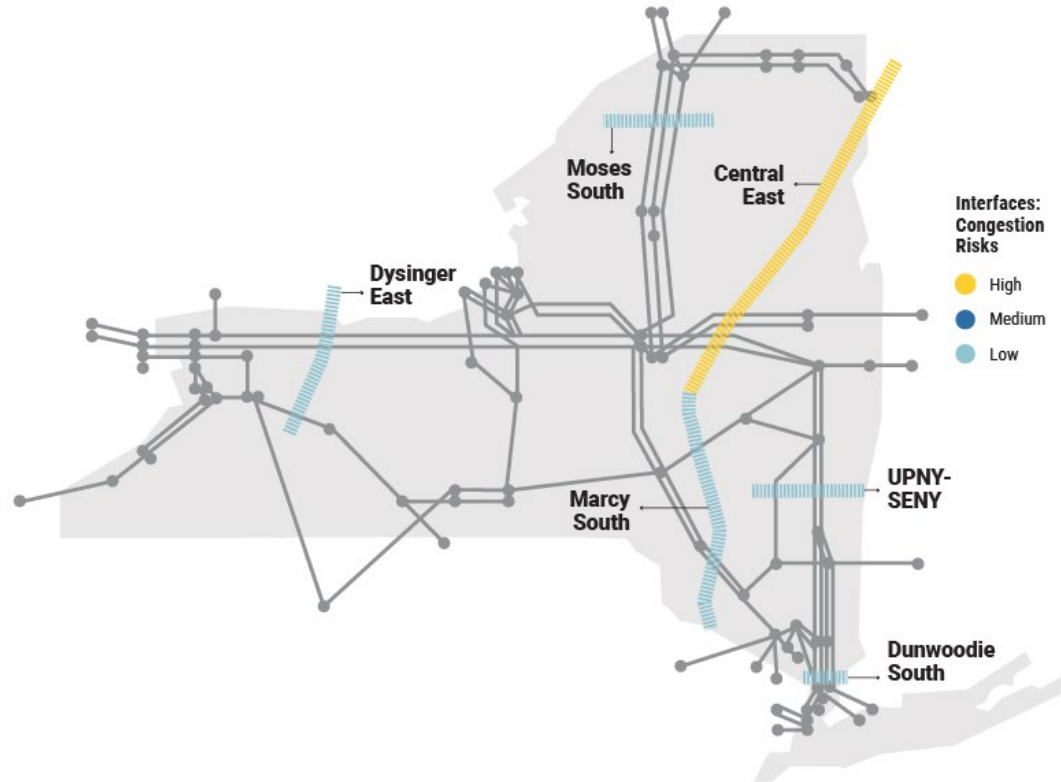 Moses
South
Central
East
Interfaces:
Congestion
Risks
High
Medium
Low
Dysinger
East
Marcy
South
UPNY-
SENY
Dunwoodie
South